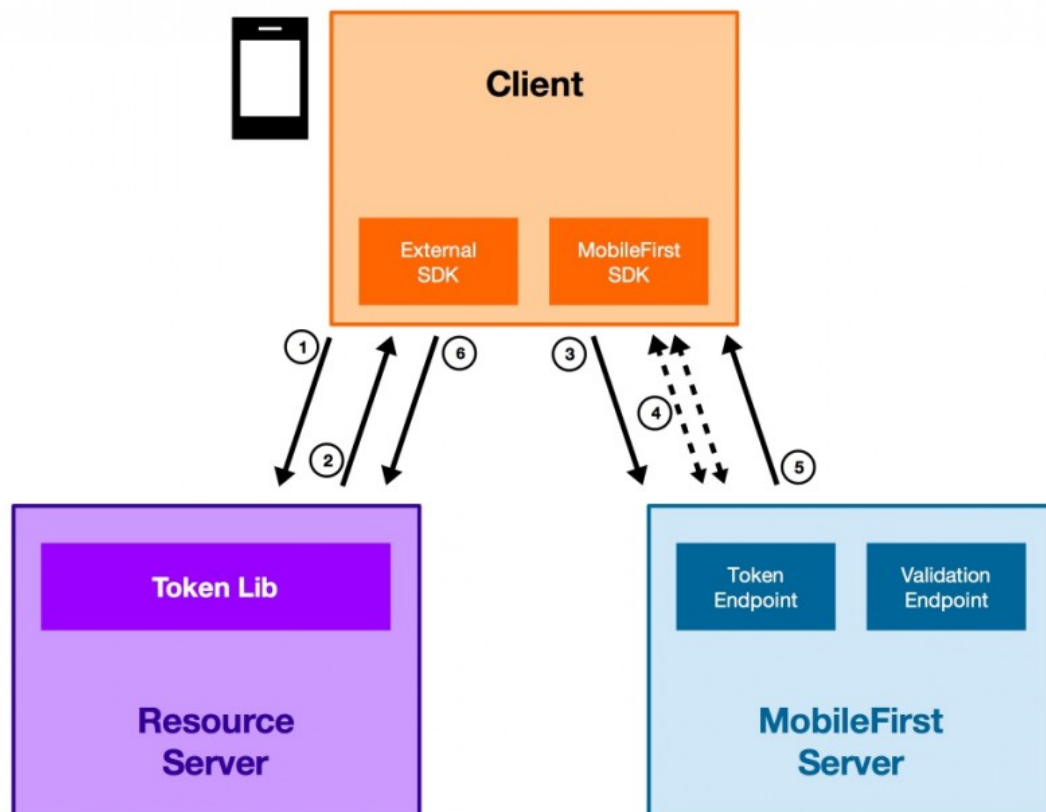 Client
External
SDK
MobileFirst
SDK
1
2
6
3
4
5
Token Lib
Resource
Server
Token
Endpoint
Validation
Endpoint
MobileFirst
Server